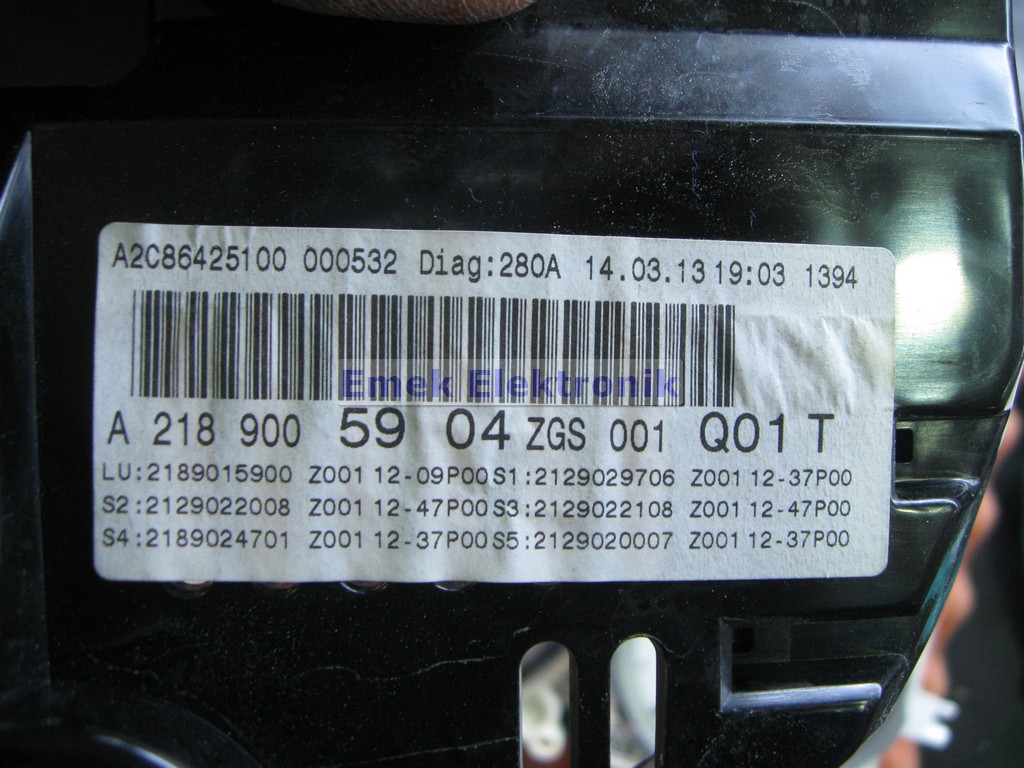 A2C86425100 000532 Diag:280A 14.03.13 19:03 1394
Emek Elektronik
A 218 900 59 04 ZGS 001 Q01 T
LU:2189015900 Z001 12-09P00 S1:2129029706 Z001 12-37P00
S2:2129022008 Z001 12-47P00 S3:2129022108 Z001 12-47P00
S4:2189024701 Z001 12-37P00 S5:2129020007 Z001 12-37P00